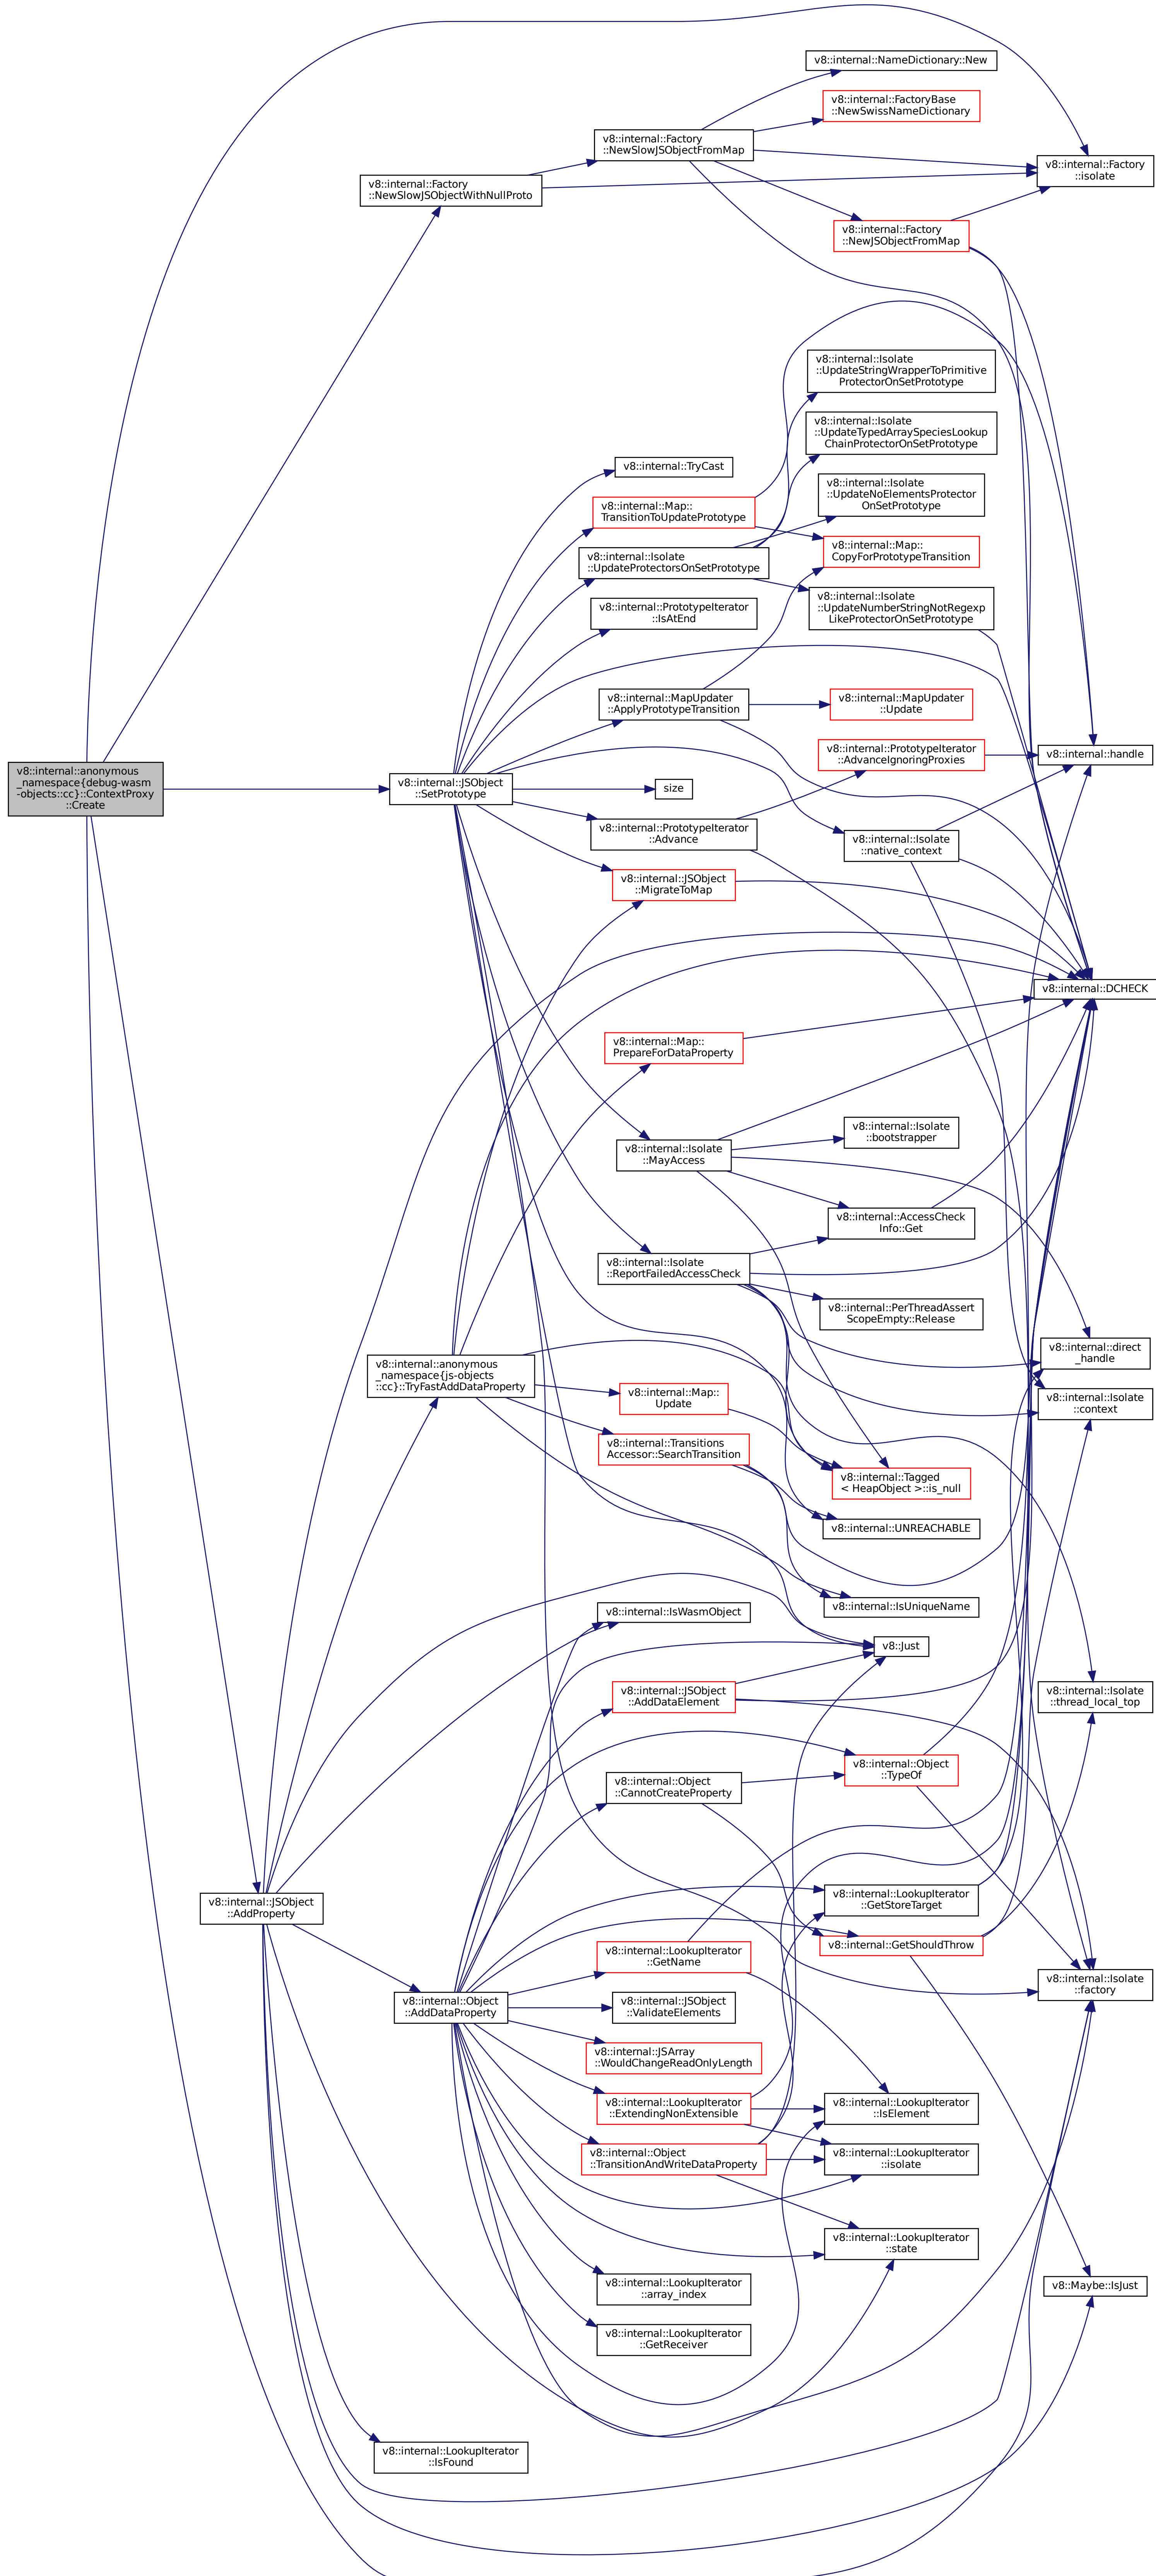 v8::internal::NameDictionary::New
v8::internal::FactoryBase
::NewSwissNameDictionary
v8::internal::Factory
::NewSlowJSObjectFromMap
v8::internal::Factory
::isolate
v8::internal::Factory
::NewSlowJSObjectWithNullProto
v8::internal::Factory
::NewJSObjectFromMap
v8::internal::Isolate
::UpdateStringWrapperToPrimitive
ProtectorOnSetPrototype
v8::internal::Isolate
::UpdateTypedArraySpeciesLookup
ChainProtectorOnSetPrototype
v8::internal::TryCast
v8::internal::Isolate
::UpdateNoElementsProtector
OnSetPrototype
v8::internal::Map::
TransitionToUpdatePrototype
v8::internal::Map::
CopyForPrototypeTransition
v8::internal::Isolate
::UpdateProtectorsOnSetPrototype
v8::internal::Isolate
::UpdateNumberStringNotRegexp
LikeProtectorOnSetPrototype
v8::internal::PrototypeIterator
::IsAtEnd
v8::internal::MapUpdater
::ApplyPrototypeTransition
v8::internal::MapUpdater
::Update
v8::internal::PrototypeIterator
::AdvanceIgnoringProxies
v8::internal::handle
v8::internal::anonymous
_namespace{debug-wasm
-objects::cc}::ContextProxy
::Create
v8::internal::JSObject
::SetPrototype
size
v8::internal::PrototypeIterator
::Advance
v8::internal::Isolate
::native_context
v8::internal::JSObject
::MigrateToMap
v8::internal::DCHECK
v8::internal::Map::
PrepareForDataProperty
v8::internal::Isolate
::bootstrapper
v8::internal::Isolate
::MayAccess
v8::internal::AccessCheck
Info::Get
v8::internal::Isolate
::ReportFailedAccessCheck
v8::internal::PerThreadAssert
ScopeEmpty::Release
v8::internal::direct
_handle
v8::internal::anonymous
_namespace{js-objects
::cc}::TryFastAddDataProperty
v8::internal::Map::
Update
v8::internal::Isolate
::context
v8::internal::Transitions
Accessor::SearchTransition
v8::internal::Tagged
< HeapObject >::is_null
v8::internal::UNREACHABLE
v8::internal::IsUniqueName
v8::internal::IsWasmObject
v8::Just
v8::internal::JSObject
::AddDataElement
v8::internal::Isolate
::thread_local_top
v8::internal::Object
::TypeOf
v8::internal::Object
::CannotCreateProperty
v8::internal::JSObject
::AddProperty
v8::internal::LookupIterator
::GetStoreTarget
v8::internal::GetShouldThrow
v8::internal::LookupIterator
::GetName
v8::internal::Isolate
::factory
v8::internal::Object
::AddDataProperty
v8::internal::JSObject
::ValidateElements
v8::internal::JSArray
::WouldChangeReadOnlyLength
v8::internal::LookupIterator
::ExtendingNonExtensible
v8::internal::LookupIterator
::IsElement
v8::internal::Object
::TransitionAndWriteDataProperty
v8::internal::LookupIterator
::isolate
v8::internal::LookupIterator
::state
v8::internal::LookupIterator
::array_index
v8::Maybe::IsJust
v8::internal::LookupIterator
::GetReceiver
v8::internal::LookupIterator
::IsFound